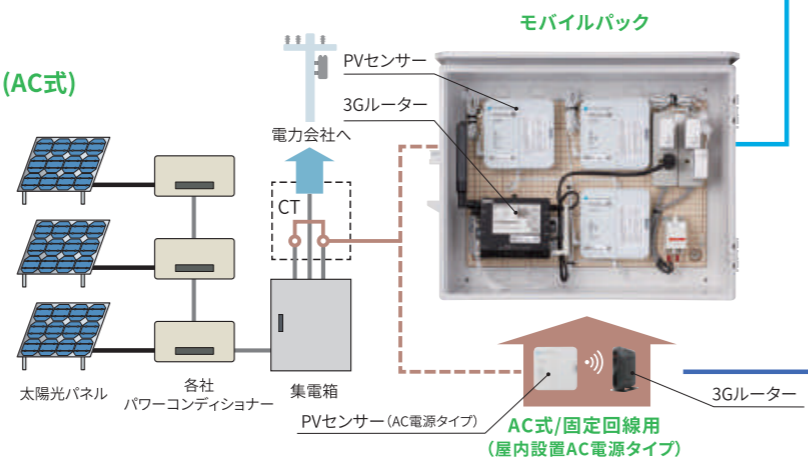 モバイルパック
(AC式)
PVセンサー
3Gルーター
電力会社へ
CT
太陽光パネル
各社
パワーコンディショナー
集電箱
PVセンサー（AC電源タイプ）
3Gルーター
AC式/固定回線用
（屋内設置AC電源タイプ）